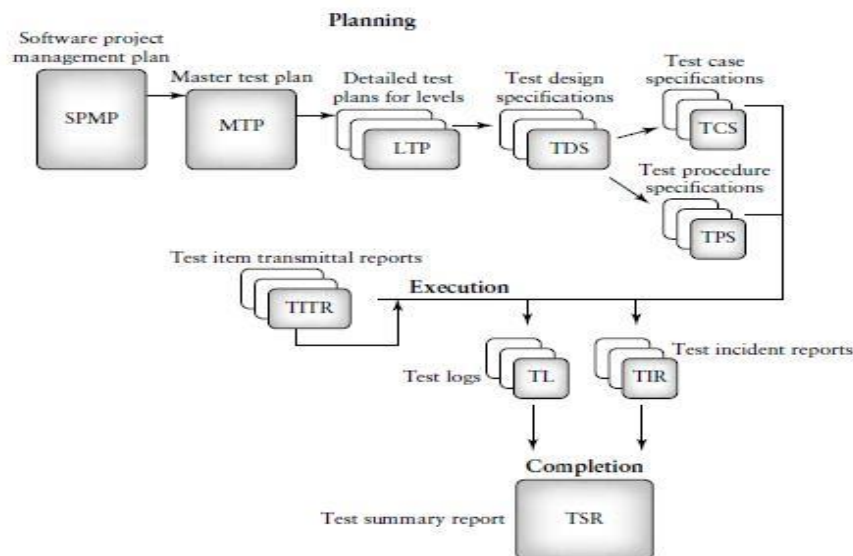 Planning
Software project
management plan
SPMP
Master test plan
MTP
Detailed test
plans for levels
LTP
Test design
specifications
TDS
Test case
specifications
TCS
Test procedure
specifications
TPS
Test item transmittal reports
TITR
Execution
Test logs
TL
TIR
Test incident reports
Completion
Test summary report
TSR